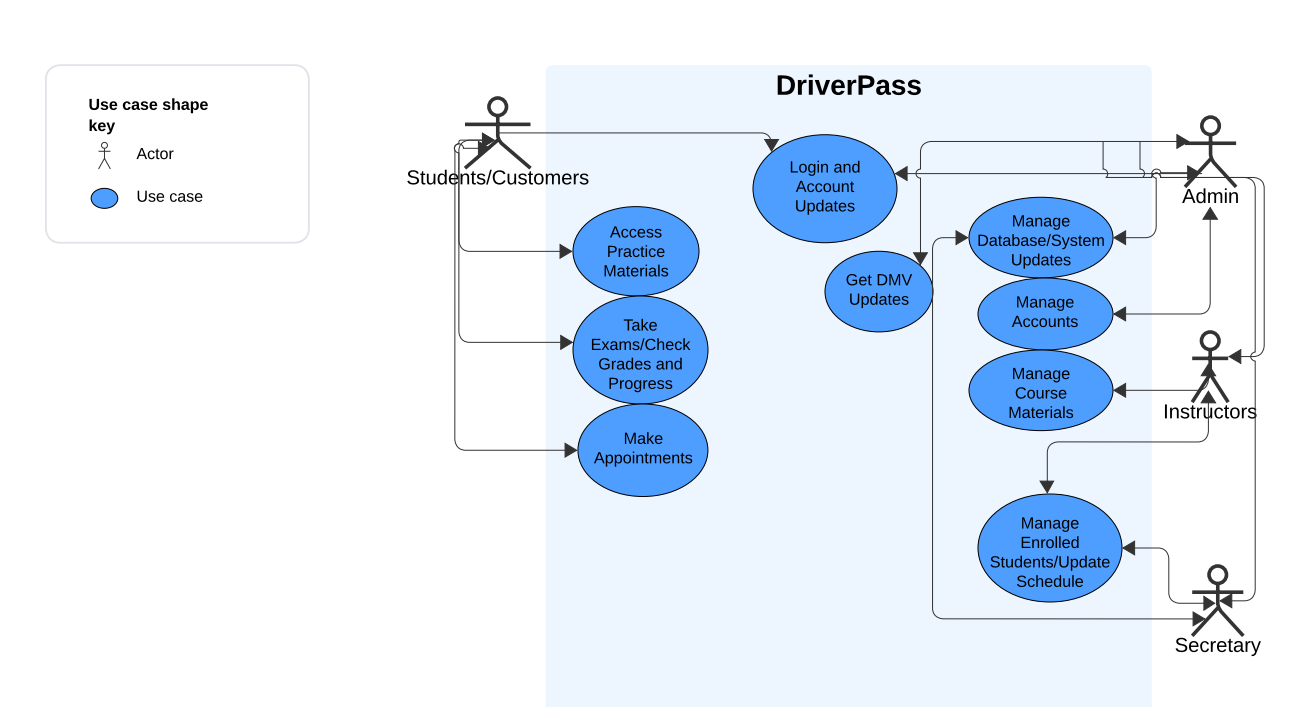 DriverPass
Use case shape
key
Actor
Use case
Students/Customers
Login and
Account
Updates
Admin
Access
Practice
Materials
Manage
Database/System
Updates
Get DMV
Updates
Manage
Accounts
Take
Exams/Check
Grades and
Progress
Manage
Course
Materials
Instructors
Make
Appointments
Manage
Enrolled
Students/Update
Schedule
Secretary